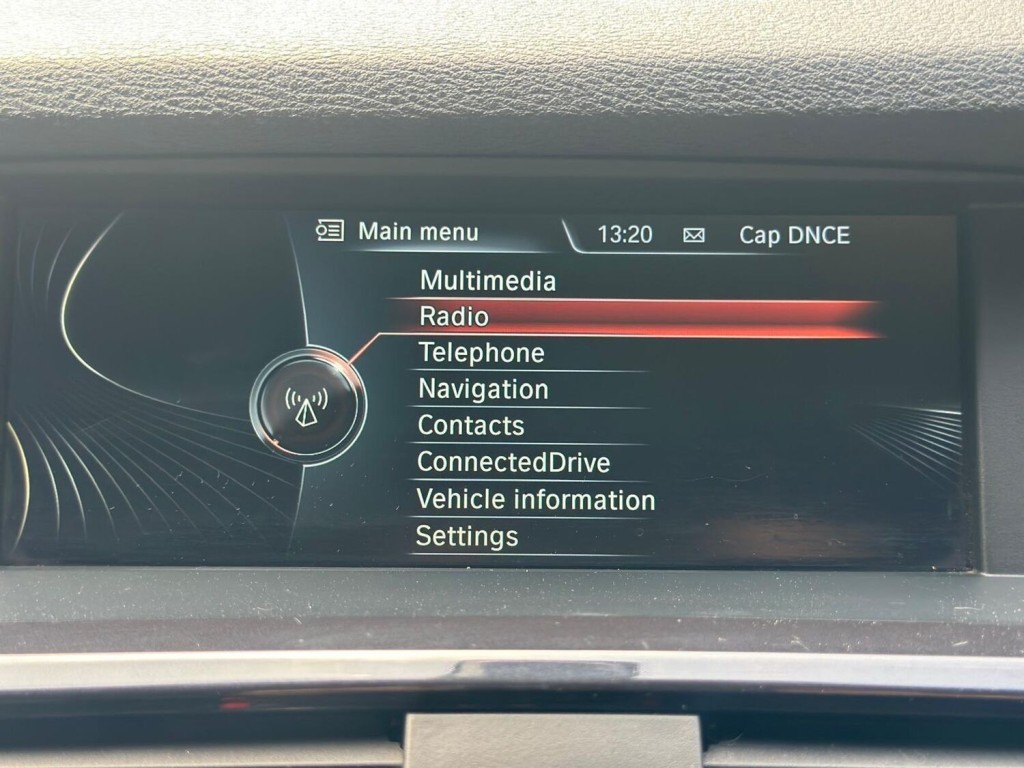 Main menu 13:20 Cap DNCE
Multimedia
Radio
Telephone
Navigation
Contacts
ConnectedDrive
Vehicle information
Settings